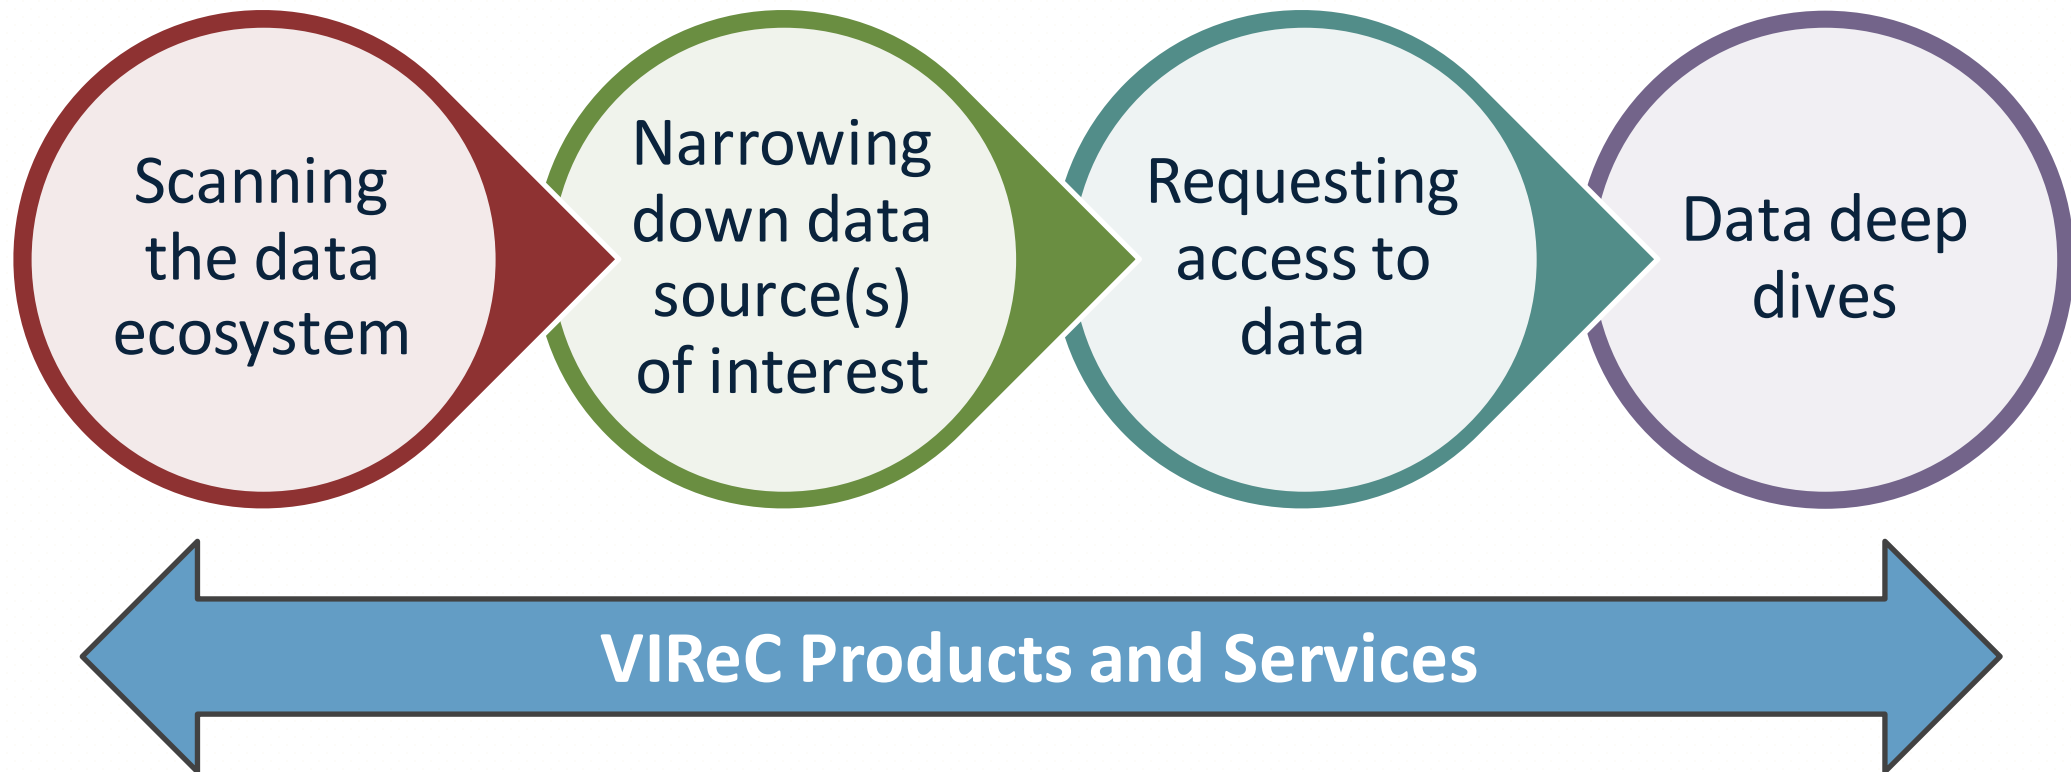 Scanning
the data
ecosystem
Narrowing
down data
source(s)
of interest
Requesting
access to
data
Data deep
dives
VIReC Products and Services